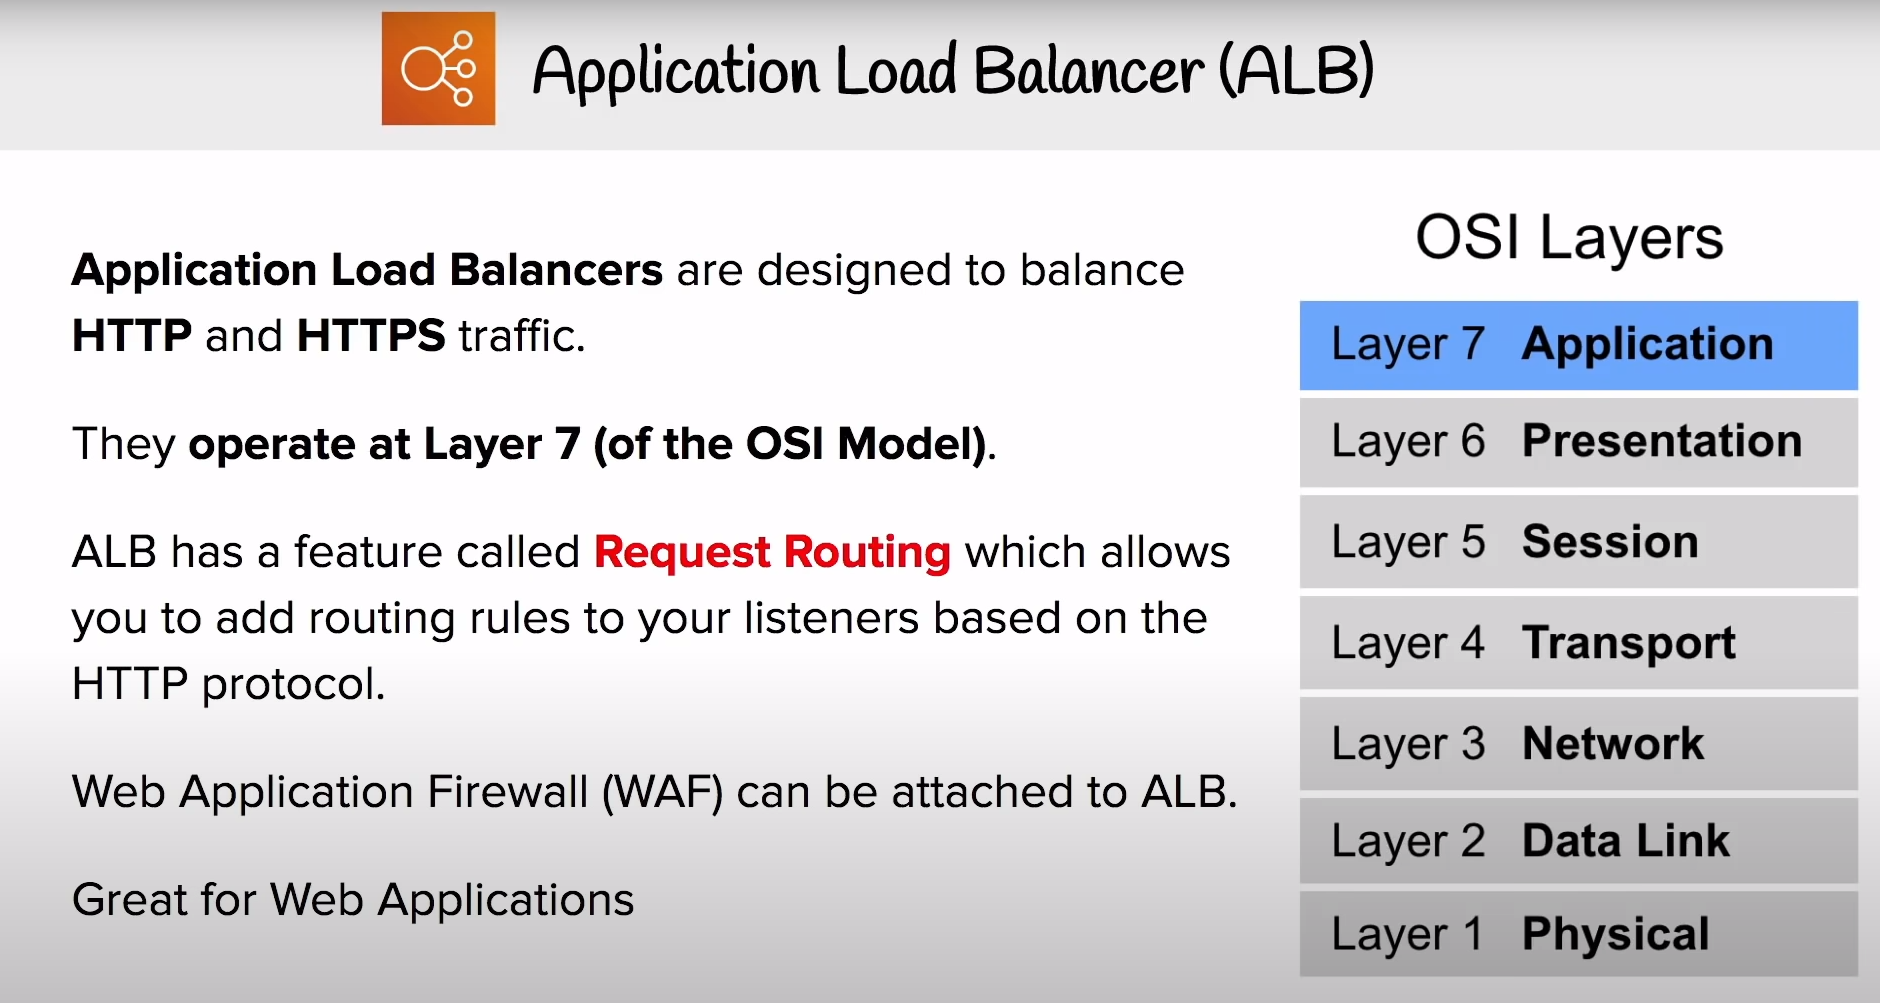 Application Load Balancer (ALB)
Application Load Balancers are designed to balance
HTTP and HTTPS traffic.
They operate at Layer 7 (of the OSI Model).
ALB has a feature called Request Routing which allows
you to add routing rules to your listeners based on the
HTTP protocol.
Web Application Firewall (WAF) can be attached to ALB.
Great for Web Applications
OSI Layers
Layer 7 Application
Layer 6 Presentation
Layer 5 Session
Layer 4 Transport
Layer 3 Network
Layer 2 Data Link
Layer 1 Physical